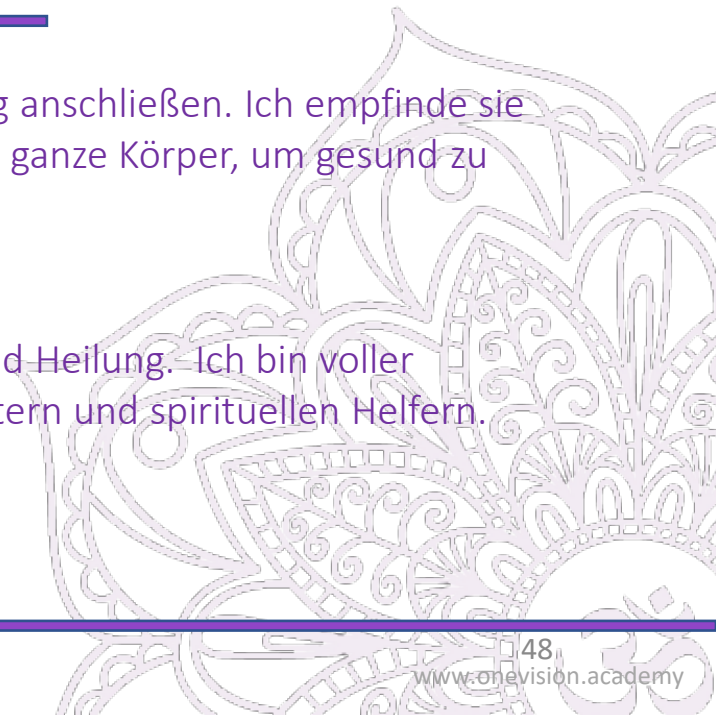 g anschließen. Ich empfinde sie
ganze Körper, um gesund zu
d Heilung.  Ich bin voller
tern und spirituellen Helfern.
48
www.onevision.academy